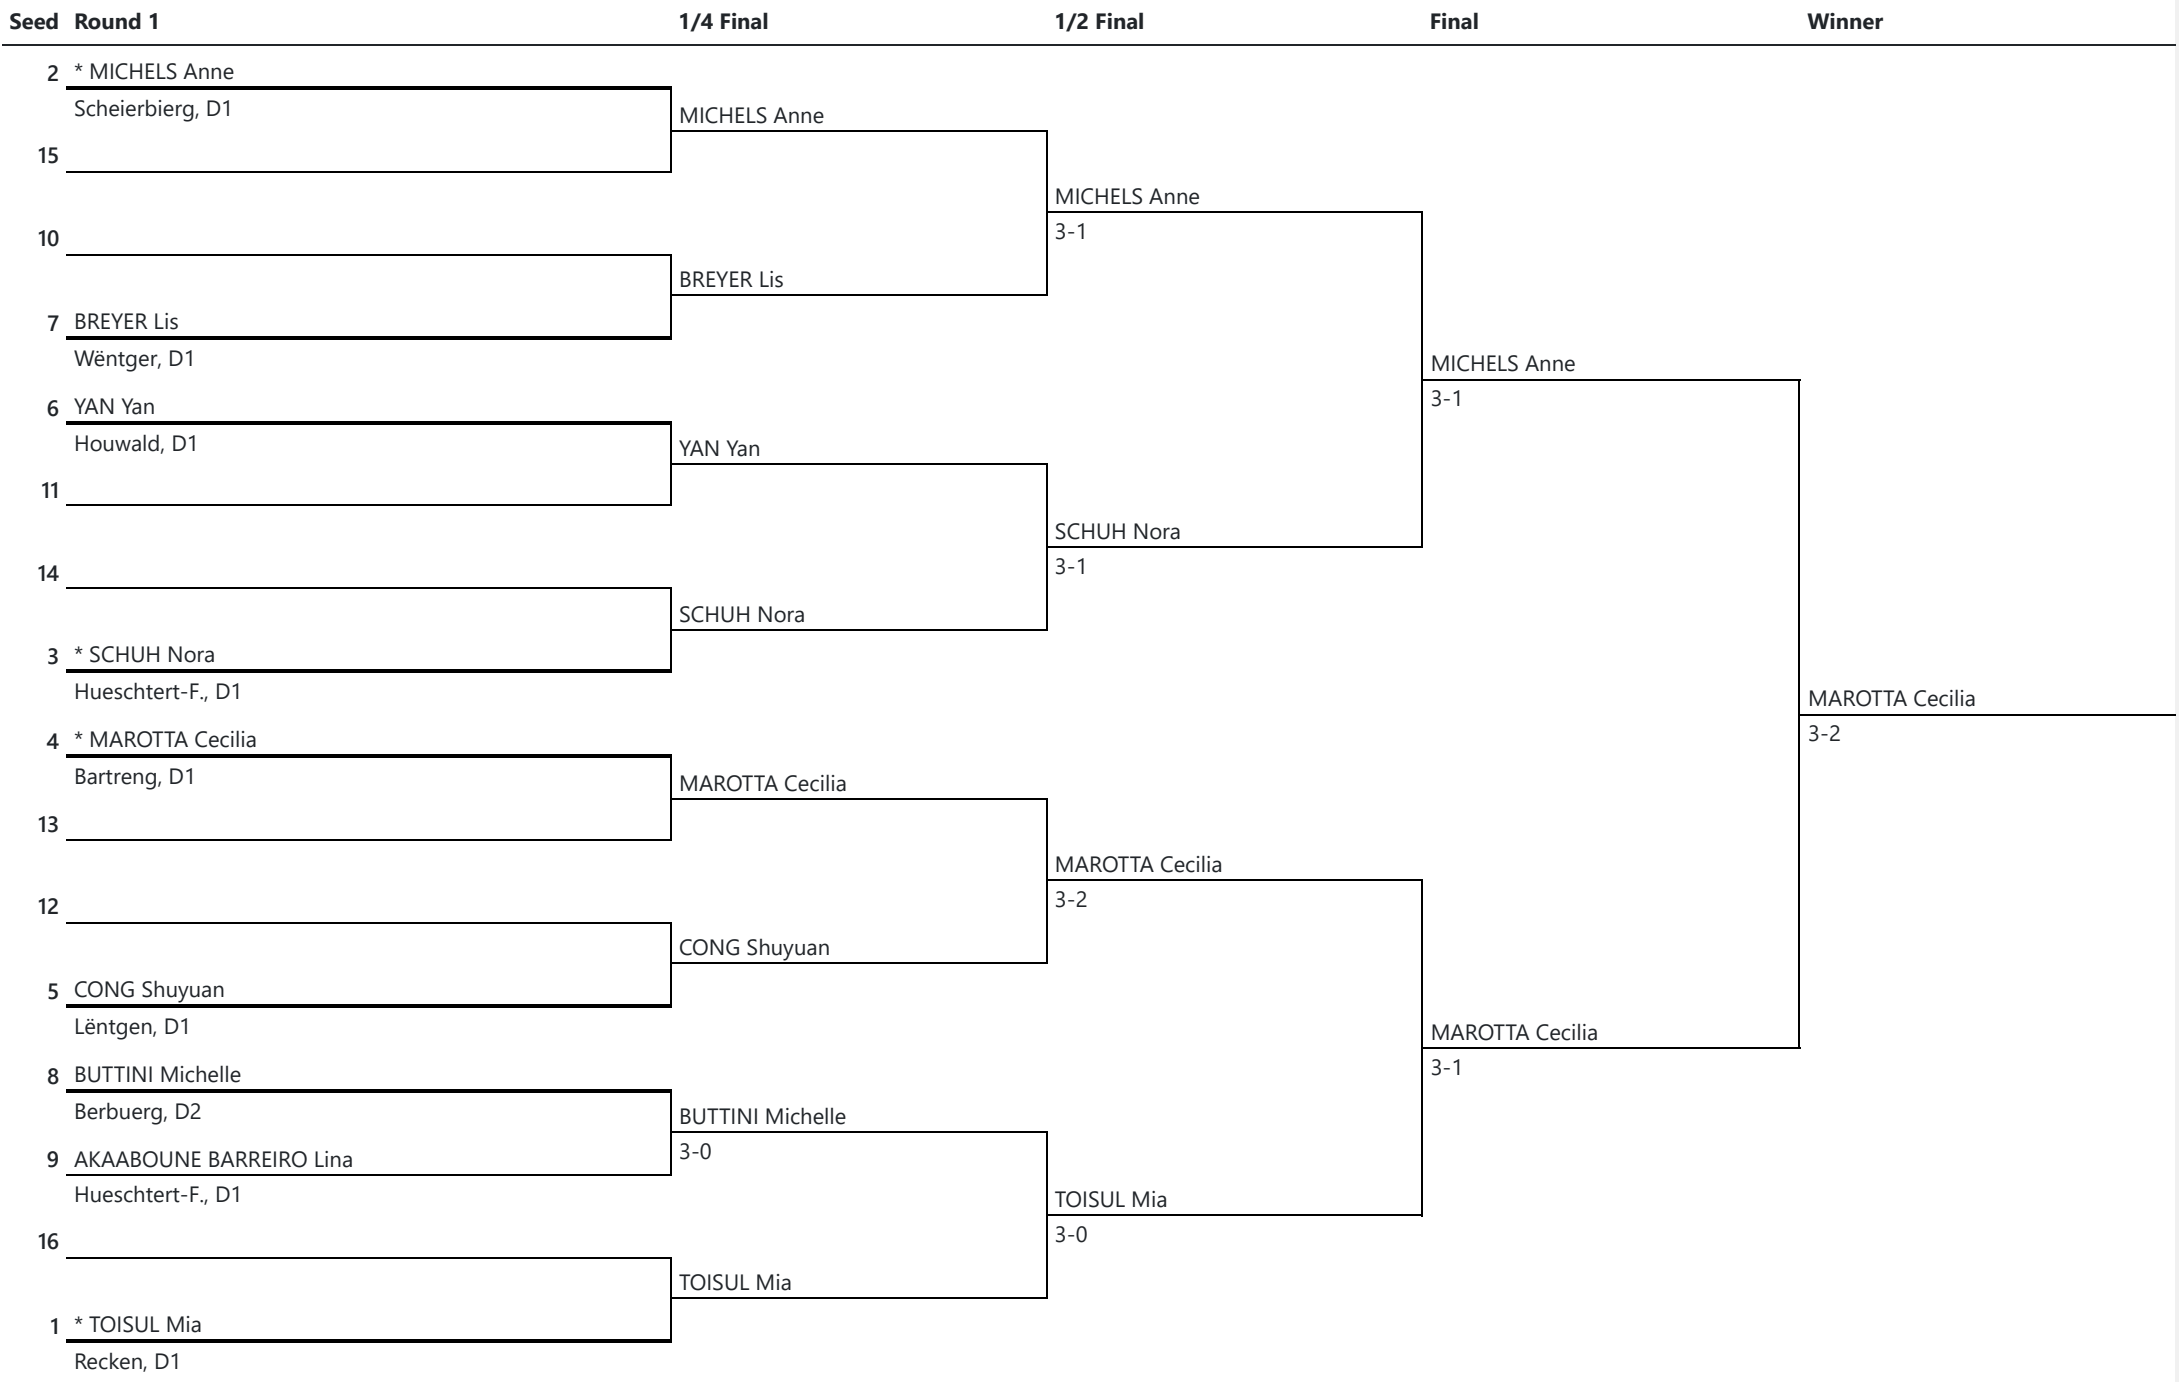 Seed Round 1 1/4 Final 1/2 Final Final Winner
2 * MICHELS Anne
Scheierbierg, D1
MICHELS Anne
15
MICHELS Anne
3-1
10
BREYER Lis
7 BREYER Lis
Wëntger, D1
MICHELS Anne
3-1
6 YAN Yan
Houwald, D1
YAN Yan
11
SCHUH Nora
3-1
14
SCHUH Nora
3 * SCHUH Nora
Hueschtert-F., D1
MAROTTA Cecilia
3-2
4 * MAROTTA Cecilia
Bartreng, D1
MAROTTA Cecilia
13
MAROTTA Cecilia
3-2
12
CONG Shuyuan
5 CONG Shuyuan
Lëntgen, D1
MAROTTA Cecilia
3-1
8 BUTTINI Michelle
Berbuerg, D2
BUTTINI Michelle
3-0
9 AKAABOUNE BARREIRO Lina
Hueschtert-F., D1
TOISUL Mia
3-0
16
TOISUL Mia
1 * TOISUL Mia
Recken, D1